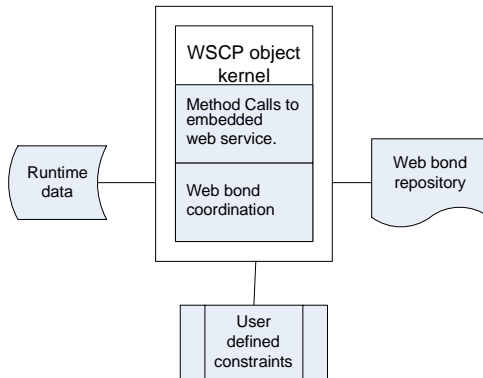 WSCP object
kernel
Method Calls to
embedded
web service.
Web bond
coordination
Runtime
data
Web bond
repository
User
defined
constraints